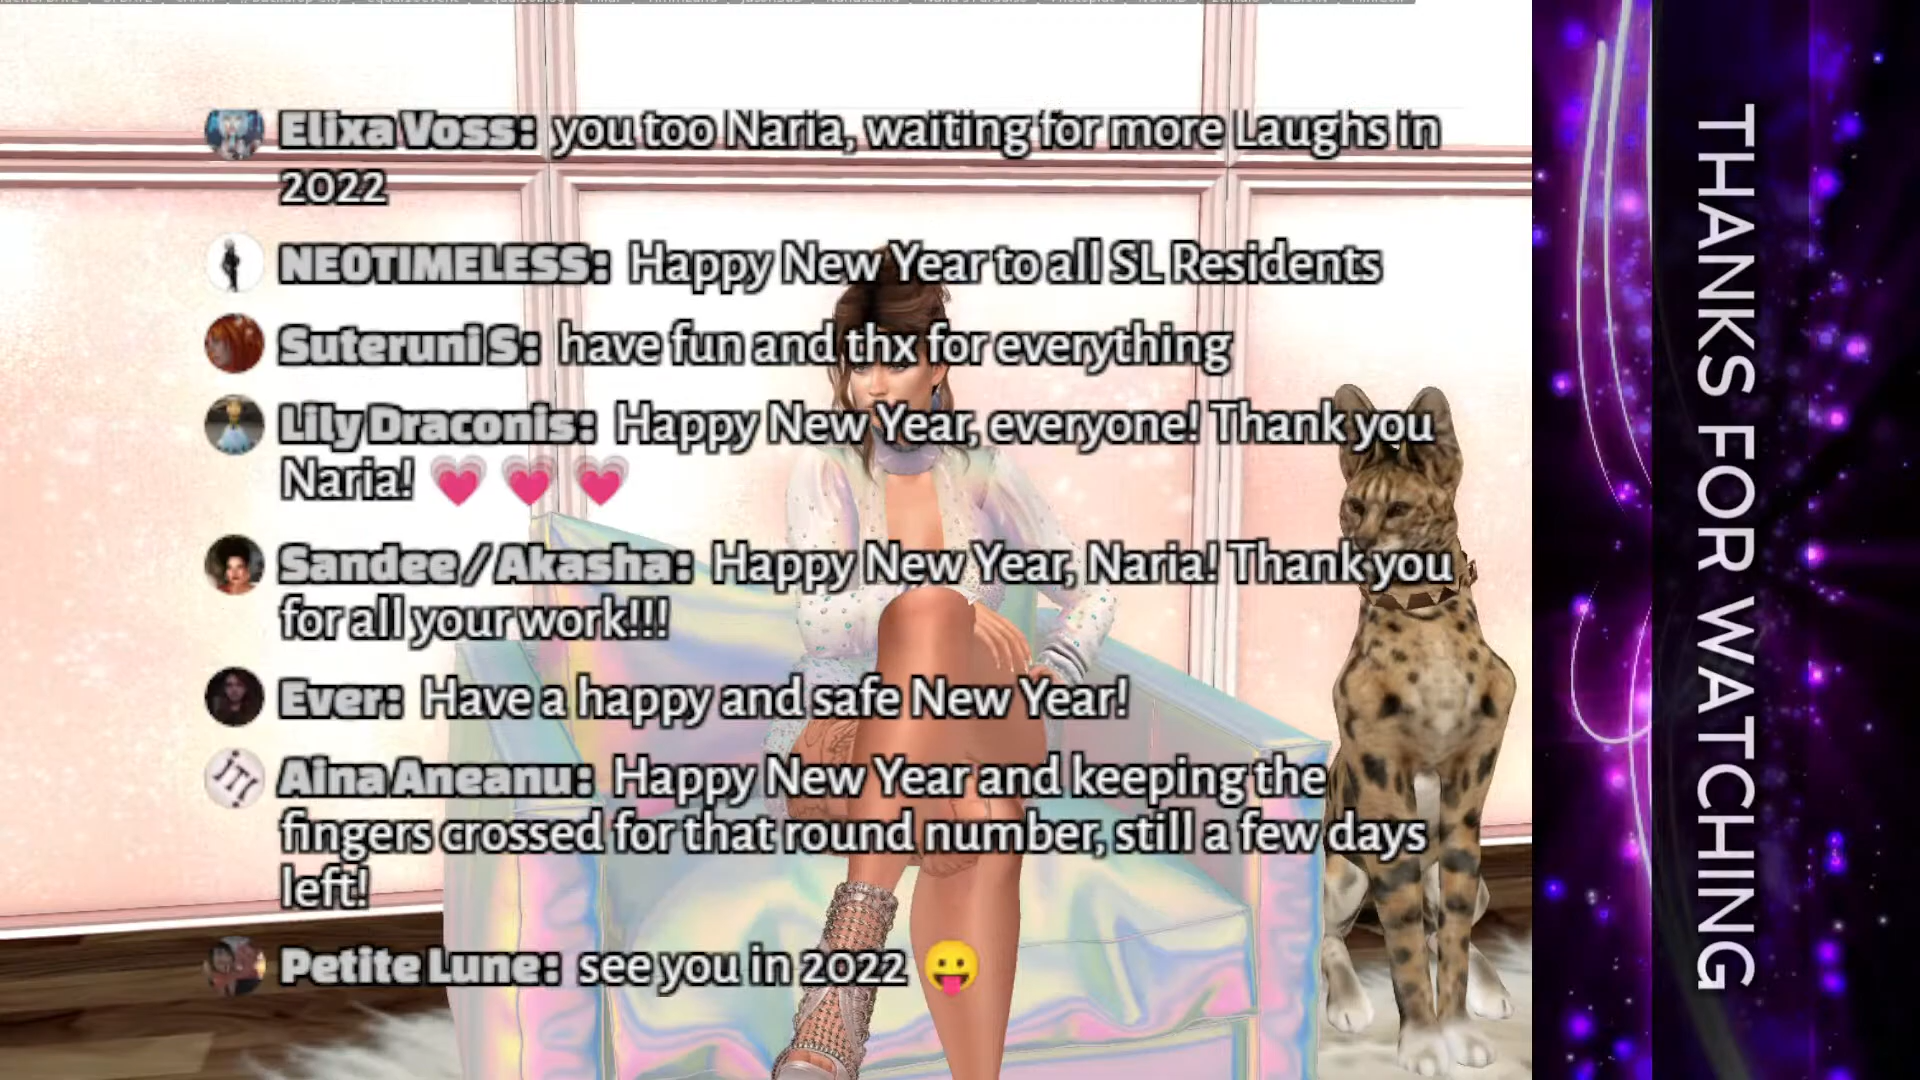 Elixa Voss: you too Naria, waiting for more Laughs in
2022
NEOTIMELESS: Happy New Year to all SL Residents
Suteruni S: have fun and thx for everything
Lily Draconis: Happy New Year, everyone! Thank you
Naria! 💗 💗 💗
Sandee / Akasha: Happy New Year, Naria! Thank you
for all your work!!!
Ever: Have a happy and safe New Year!
Aina Aneanu: Happy New Year and keeping the
fingers crossed for that round number, still a few days
left!
Petite Lune: see you in 2022 😛
THANKS FOR WATCHING